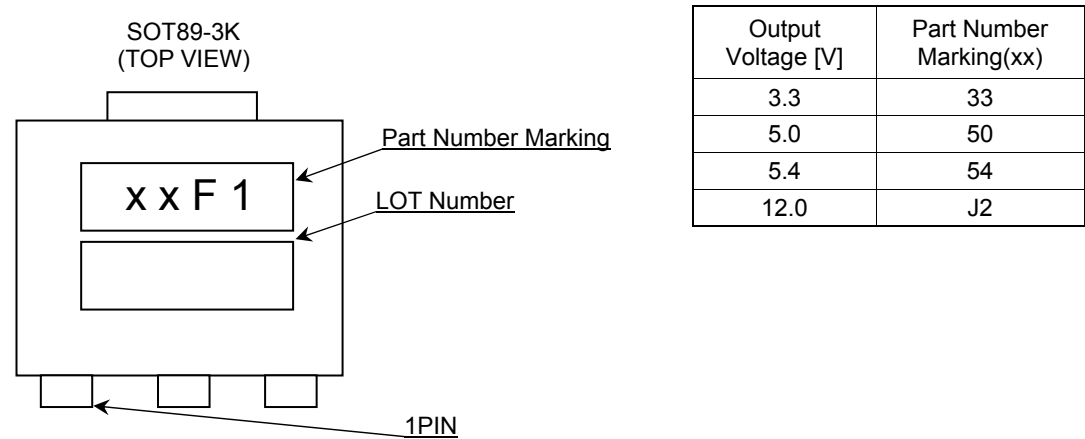 SOT89-3K
(TOP VIEW)
Part Number Marking
x x F 1
LOT Number
1PIN
Output Voltage [V] Part Number Marking(xx)
3.3 33
5.0 50
5.4 54
12.0 J2